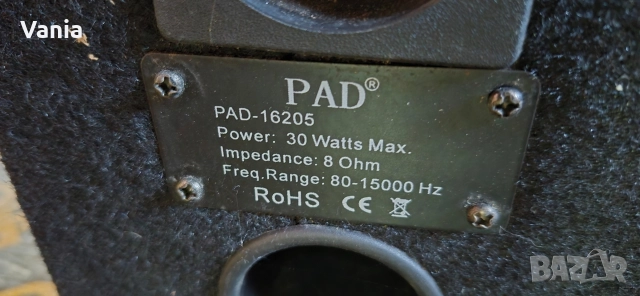 Vania
PAD®
PAD-16205
Power: 30 Watts Max.
Impedance: 8 Ohm
Freq.Range: 80-15000 Hz
RoHS CE
BAZAR